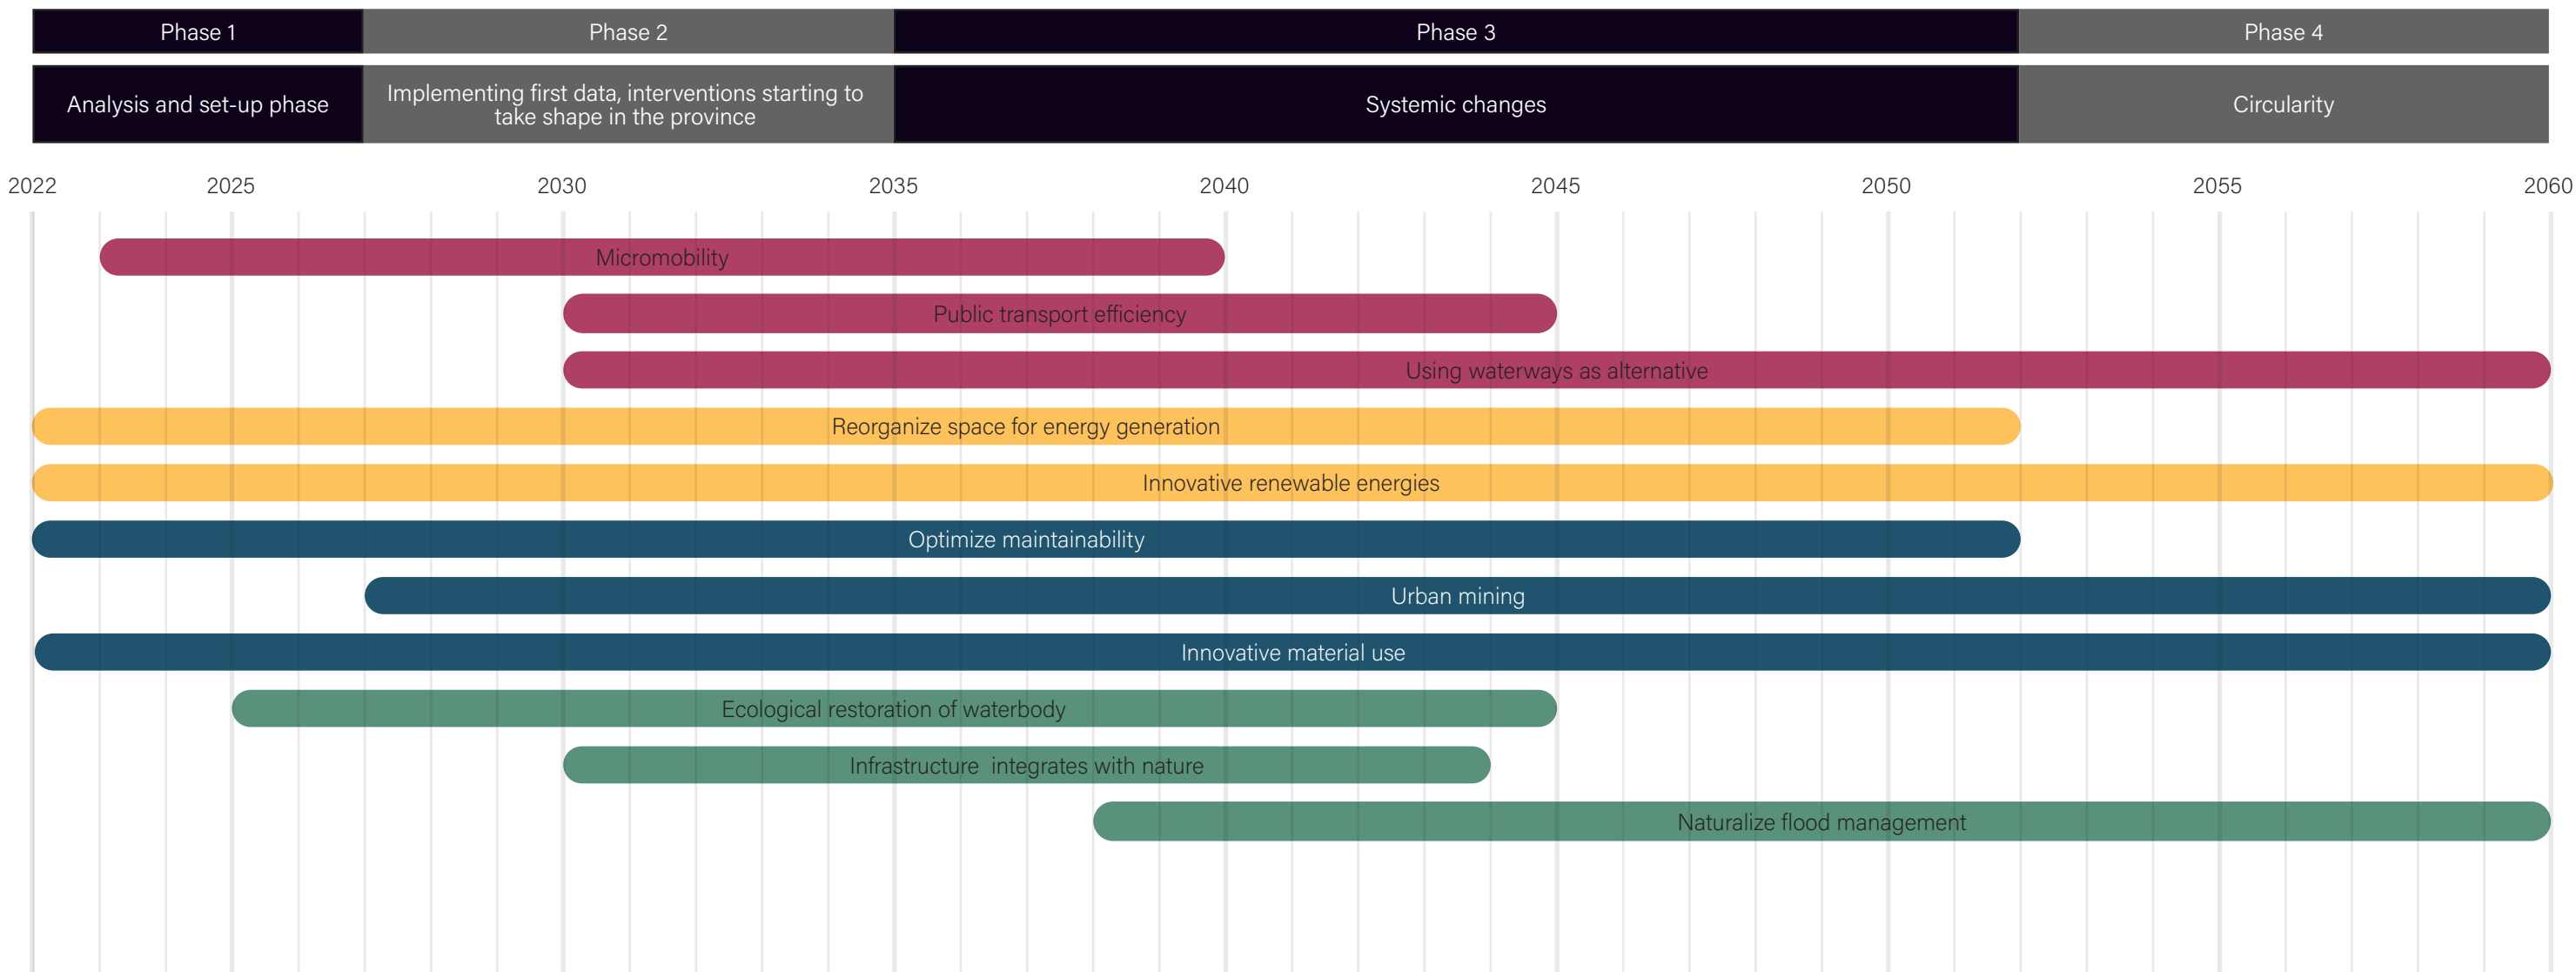 Phase 1
Phase 2
Phase 3
Phase 4
Analysis and set-up phase
Implementing first data, interventions starting to
take shape in the province
Systemic changes
Circularity
2022
2025
2030
2035
2040
2045
2050
2055
2060
Micromobility
Public transport efficiency
Using waterways as alternative
Reorganize space for energy generation
Innovative renewable energies
Optimize maintainability
Urban mining
Innovative material use
Ecological restoration of waterbody
Infrastructure  integrates with nature
Naturalize flood management